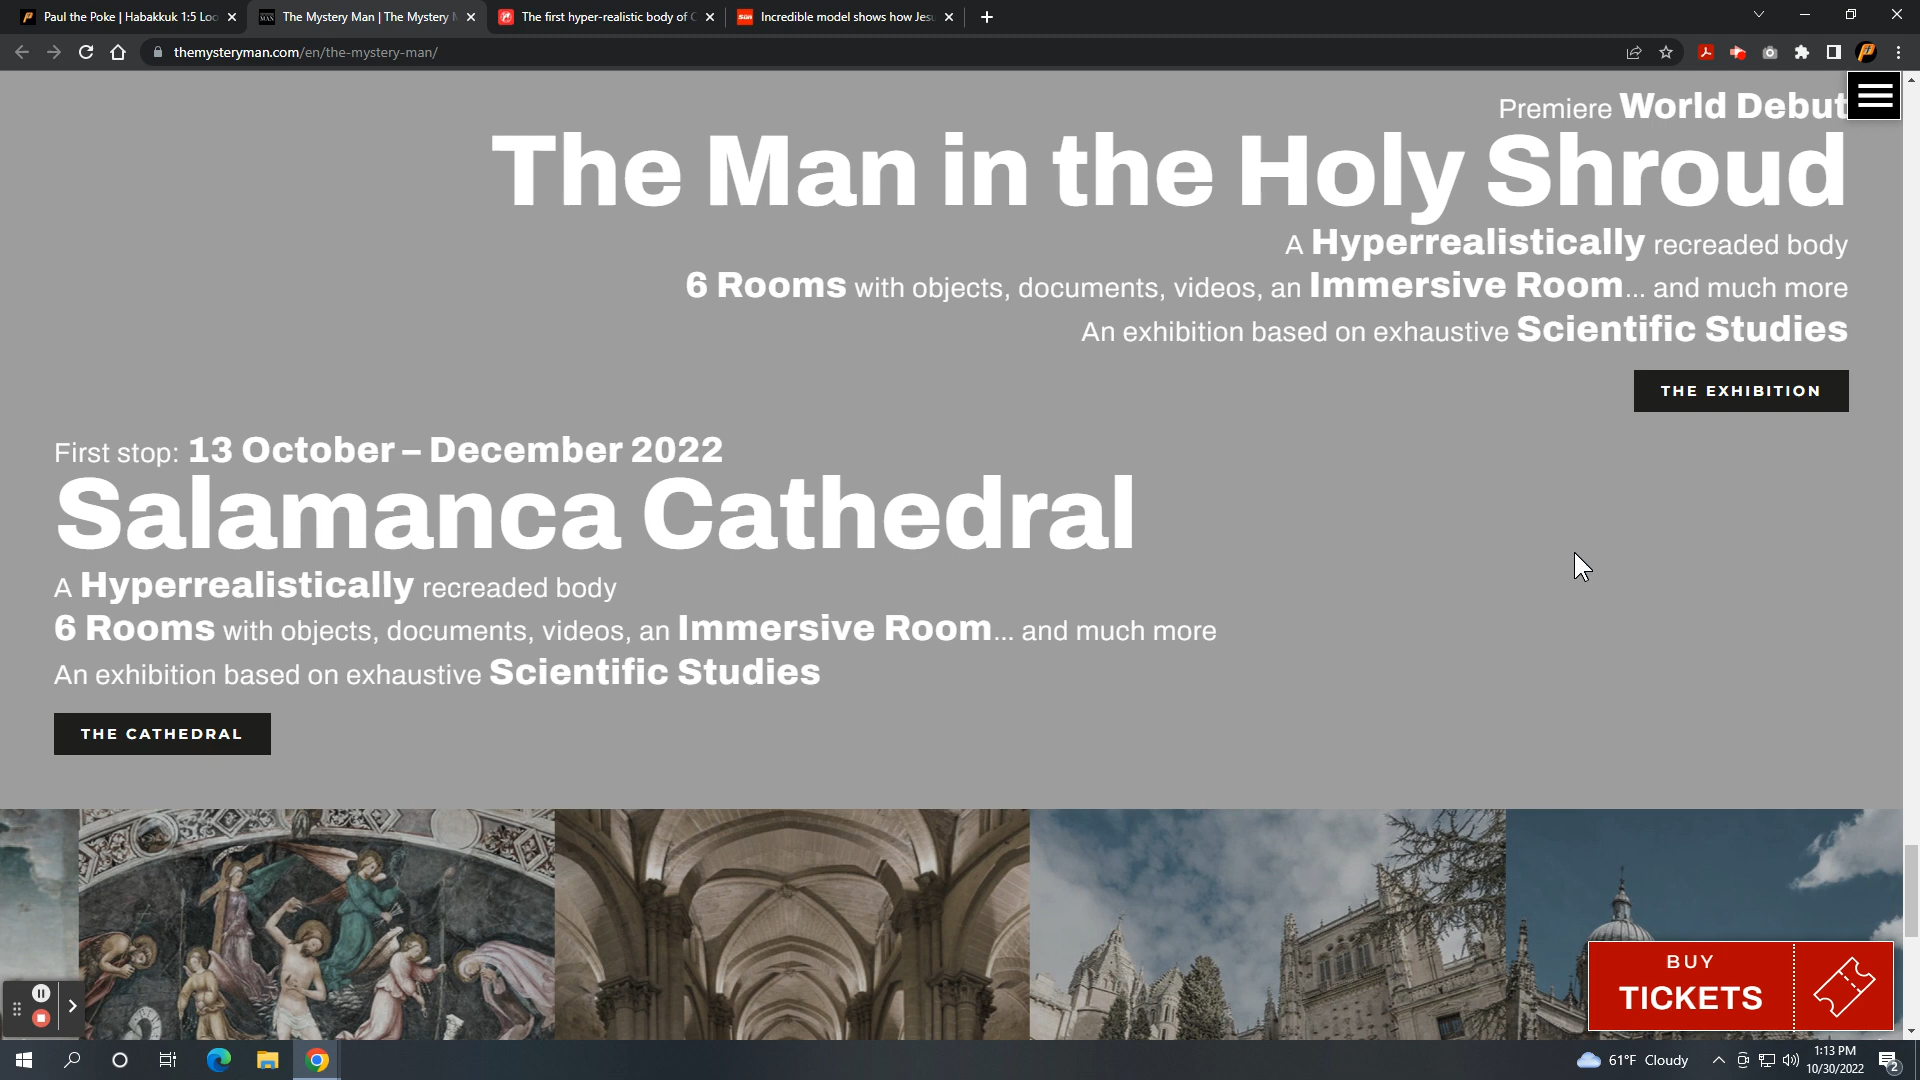 Paul the Poke | Habakkuk 1:5 Loo
The Mystery Man | The Mystery
The first hyper-realistic body of
Incredible model shows how Jesu
themysteryman.com/en/the-mystery-man/
Premiere World Debut
The Man in the Holy Shroud
A Hyperrealistically recreaded body
6 Rooms with objects, documents, videos, an Immersive Room... and much more
An exhibition based on exhaustive Scientific Studies
THE EXHIBITION
First stop: 13 October – December 2022
Salamanca Cathedral
A Hyperrealistically recreaded body
6 Rooms with objects, documents, videos, an Immersive Room... and much more
An exhibition based on exhaustive Scientific Studies
THE CATHEDRAL
BUY
TICKETS
61°F Cloudy
1:13 PM
10/30/2022
2